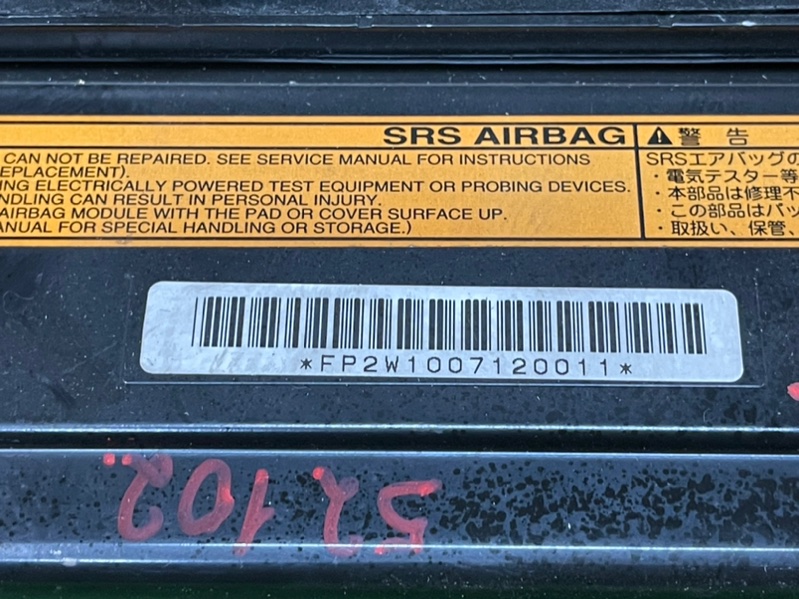 SRS AIRBAG
CAN NOT BE REPAIRED. SEE SERVICE MANUAL FOR INSTRUCTIONS
EPLACEMENT).
NG ELECTRICALLY POWERED TEST EQUIPMENT OR PROBING DEVICES.
NDLING CAN RESULT IN PERSONAL INJURY.
AIRBAG MODULE WITH THE PAD OR COVER SURFACE UP.
ANUAL FOR SPECIAL HANDLING OR STORAGE.)
警 告
SRSエアバッグの
・電気テスター等
・本部品は修理不
・この部品はバッ
・取扱い、保管、
*FP2W1007120011*